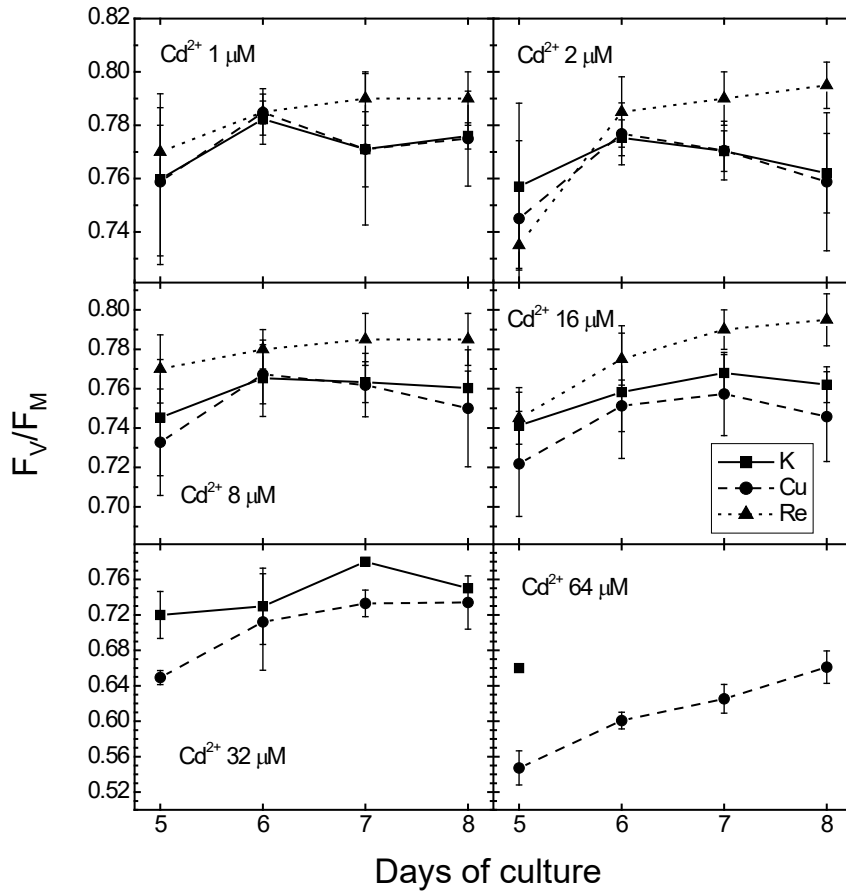 0.82
0.80
0.78
0.76
0.74
Cd²⁺ 1 µM
Cd²⁺ 2 µM
0.80
0.78
0.76
0.74
0.72
0.70
Cd²⁺ 8 µM
Cd²⁺ 16 µM
K
Cu
Re
0.76
0.72
0.68
0.64
0.60
0.56
0.52
Cd²⁺ 32 µM
Cd²⁺ 64 µM
F_V/F_M
5 6 7 8 5 6 7 8
Days of culture